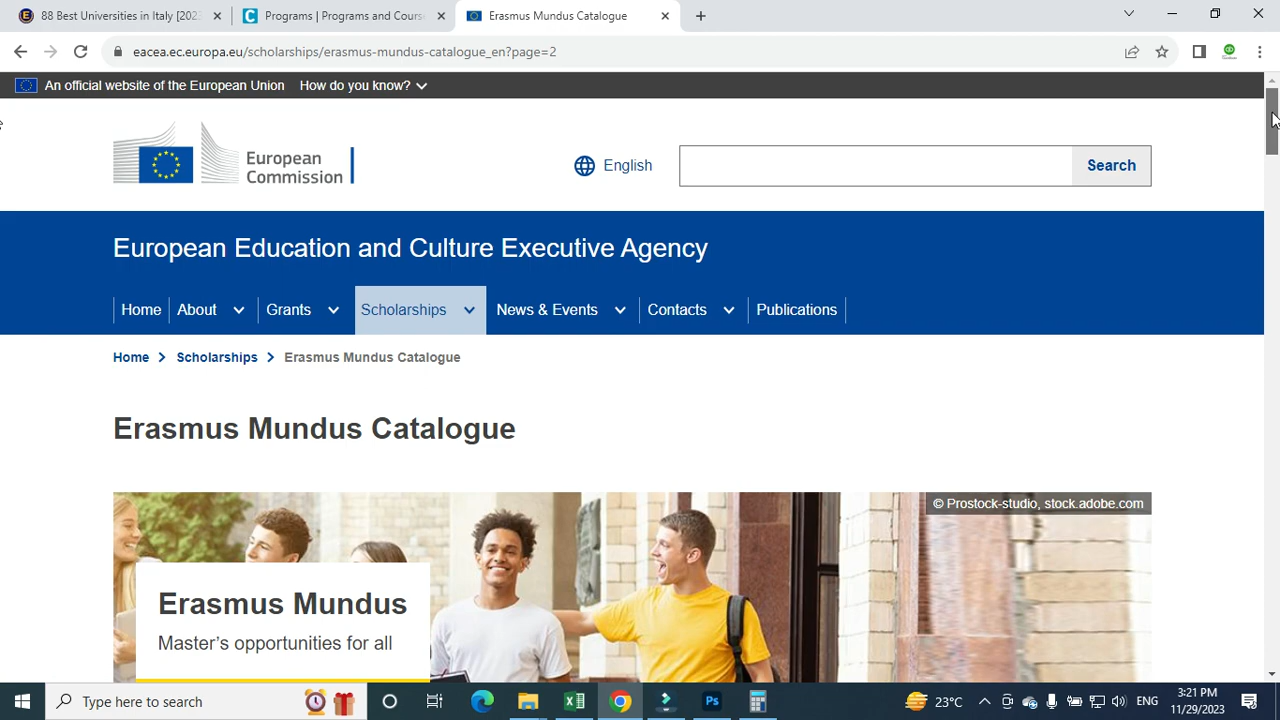 88 Best Universities in Italy [202
Programs | Programs and Cours
Erasmus Mundus Catalogue
eacea.ec.europa.eu/scholarships/erasmus-mundus-catalogue_en?page=2
An official website of the European Union How do you know?
European
Commission
English
Search
European Education and Culture Executive Agency
Home About Grants Scholarships News & Events Contacts Publications
Home Scholarships Erasmus Mundus Catalogue
Erasmus Mundus Catalogue
© Prostock-studio, stock.adobe.com
Erasmus Mundus
Master’s opportunities for all
Type here to search
23°C
ENG
3:21 PM
11/29/2023